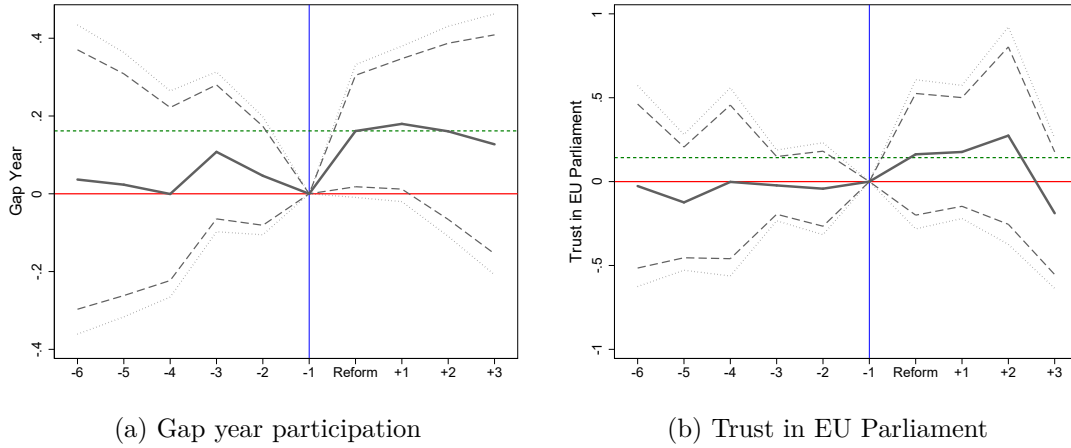 .4
.2
0
-.2
-.4
Gap Year
-6 -5 -4 -3 -2 -1 Reform +1 +2 +3
(a) Gap year participation
1
.5
0
-.5
-1
Trust in EU Parliament
-6 -5 -4 -3 -2 -1 Reform +1 +2 +3
(b) Trust in EU Parliament